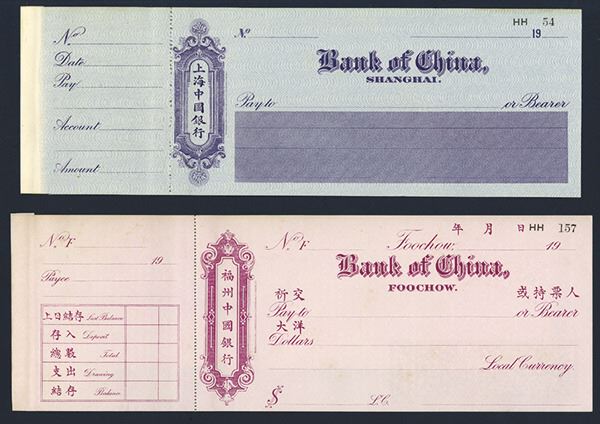 No
Date
Pay
Account
Amount
上海中國銀行
HH 54
No. 19
Bank of China,
SHANGHAI.
Pay to or Bearer
No F
19
Payee
上日結存 Last Balance
存入 Deposit
總數 Total
支出 Drawing
結存 Balance
福州中國銀行
年 月 日 HH 157
No F Foochow, 19
Bank of China,
FOOCHOW.
祈交 或持票人
Pay to or Bearer
大洋
Dollars
Local Currency.
$ L.C.